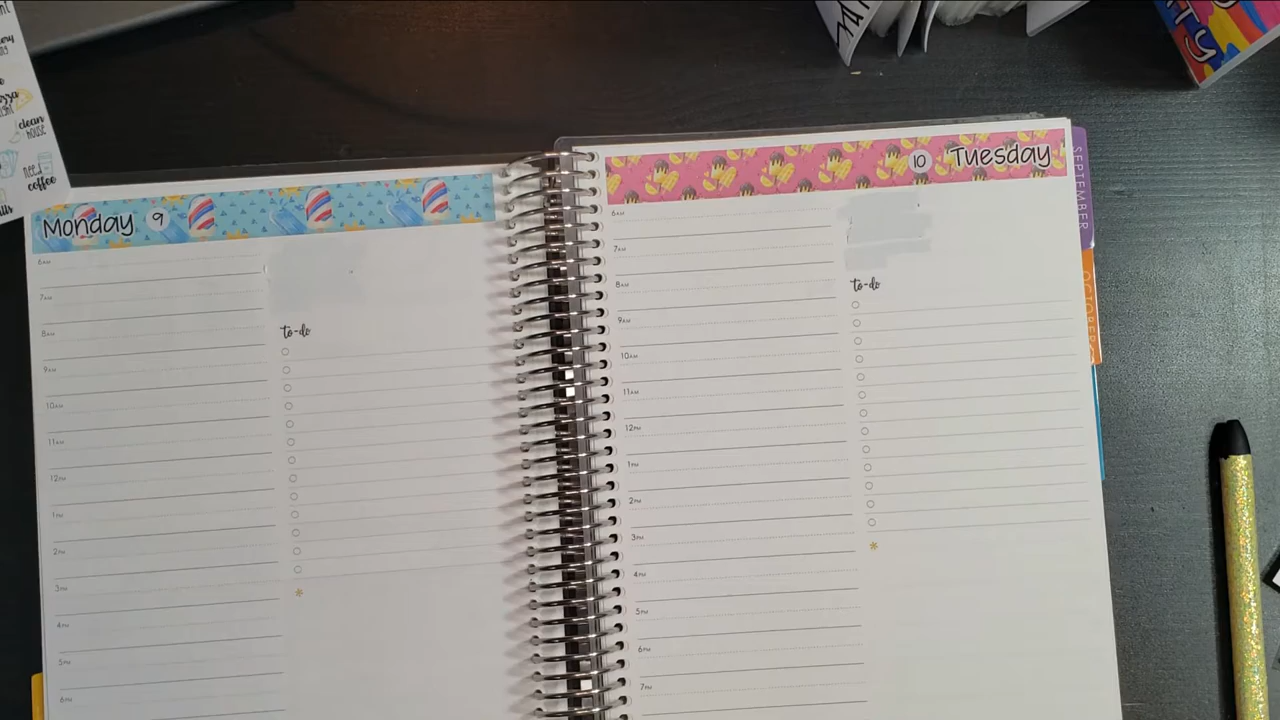 clean
house
need
coffee
TY
Monday 9
6AM
7AM
8AM
9AM
10AM
11AM
12PM
1PM
2PM
3PM
4PM
5PM
6PM
to-do
10 Tuesday
6AM
7AM
8AM
9AM
10AM
11AM
12PM
1PM
2PM
3PM
4PM
5PM
6PM
7PM
to-do
SEPTEMBER
OCTOBER